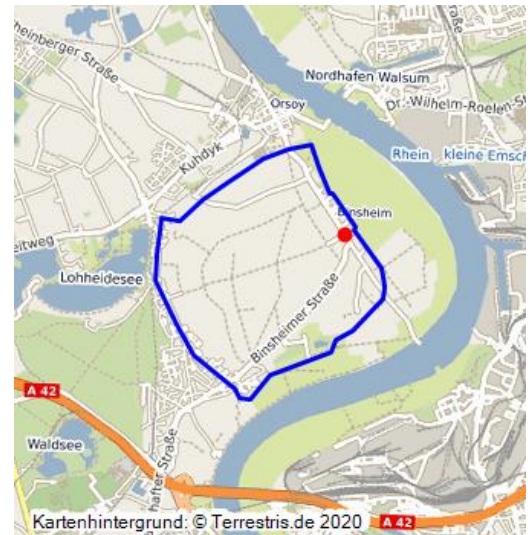 heinberger Straße
Nordhafen Walsum
Orsoy
Dr.-Wilhelm-Roelen-St
Kuhdyk
Rhein
kleine Emsch
Binsheim
eitweg
Lohheidesee
Binsheimer Straße
A 42
Waldsee
hafter Straße
Kartenhintergrund: © Terrestris.de 2020
A 42